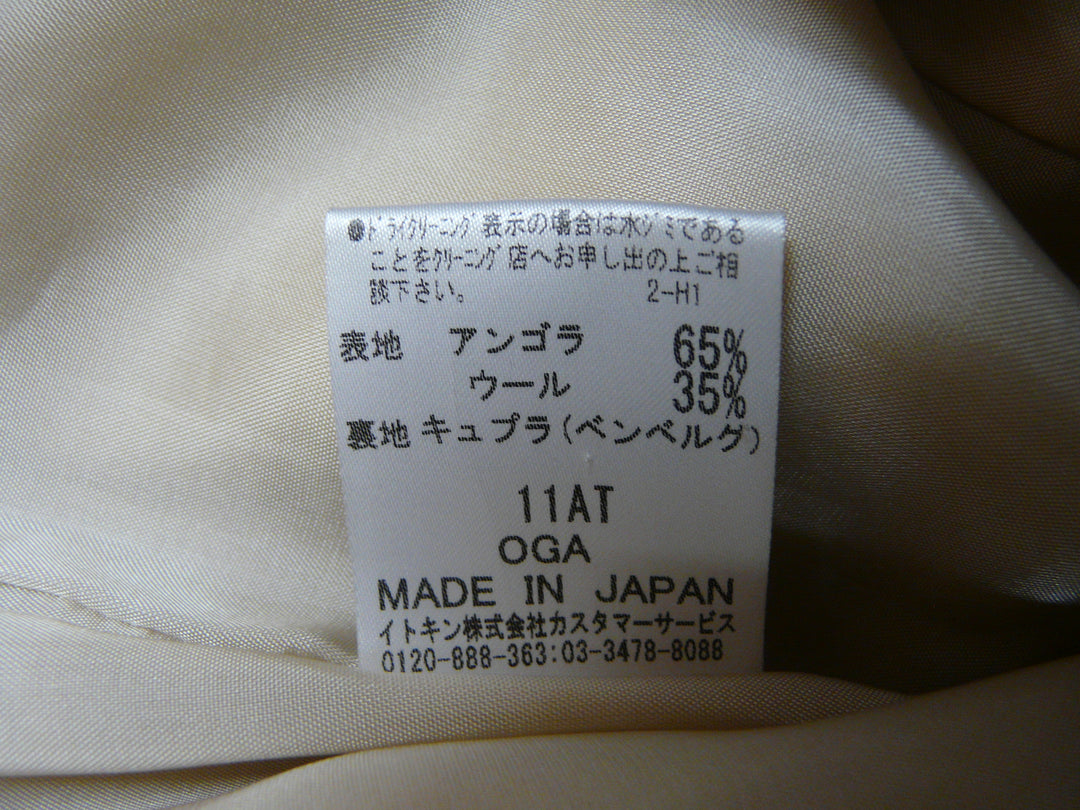 ●ﾄﾞﾗｲｸﾘｰﾆﾝｸﾞ表示の場合は水ｼﾞﾐである
ことをｸﾘｰﾆﾝｸﾞ店へお申し出の上ご相
談下さい。 2-H1
表地 アンゴラ 65%
ウール 35%
裏地 キュプラ(ベンベルグ)
11AT
OGA
MADE IN JAPAN
イトキン株式会社カスタマーサービス
0120-888-363:03-3478-8088